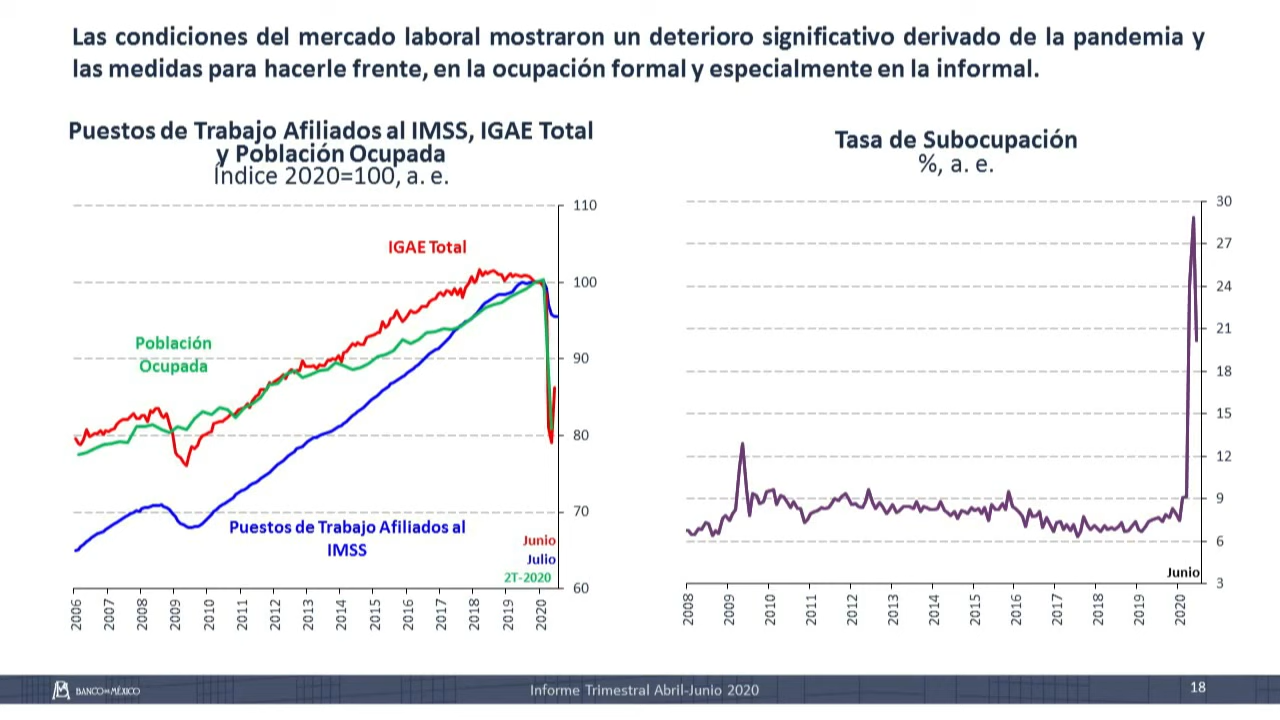 Las condiciones del mercado laboral mostraron un deterioro significativo derivado de la pandemia y
las medidas para hacerle frente, en la ocupación formal y especialmente en la informal.
Puestos de Trabajo Afiliados al IMSS, IGAE Total
y Población Ocupada
Índice 2020=100, a. e.
110
100
90
80
70
60
IGAE Total
Población
Ocupada
Puestos de Trabajo Afiliados al
IMSS
Junio
Julio
2T-2020
2006
2007
2008
2009
2010
2011
2012
2013
2014
2015
2016
2017
2018
2019
2020
Tasa de Subocupación
%, a. e.
30
27
24
21
18
15
12
9
6
3
Junio
2008
2009
2010
2011
2012
2013
2014
2015
2016
2017
2018
2019
2020
BANCO DE MÉXICO
Informe Trimestral Abril-Junio 2020
18